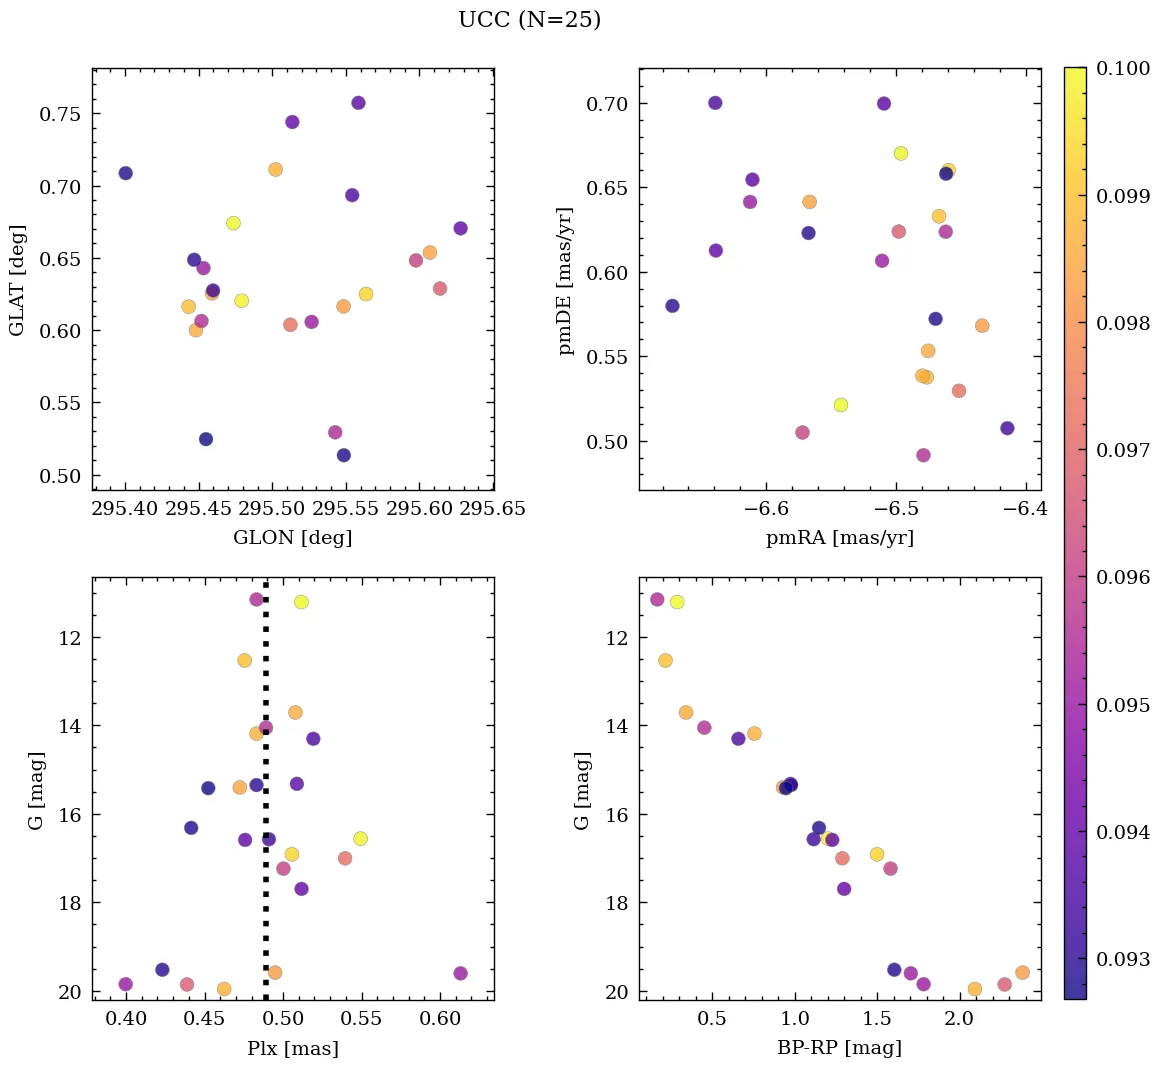 UCC (N=25)
0.75
0.70
0.65
0.60
0.55
0.50
GLAT [deg]
295.40 295.45 295.50 295.55 295.60 295.65
GLON [deg]
0.70
0.65
0.60
0.55
0.50
pmDE [mas/yr]
−6.6 −6.5 −6.4
pmRA [mas/yr]
12
14
16
18
20
G [mag]
0.40 0.45 0.50 0.55 0.60
Plx [mas]
12
14
16
18
20
G [mag]
0.5 1.0 1.5 2.0
BP-RP [mag]
0.100
0.099
0.098
0.097
0.096
0.095
0.094
0.093